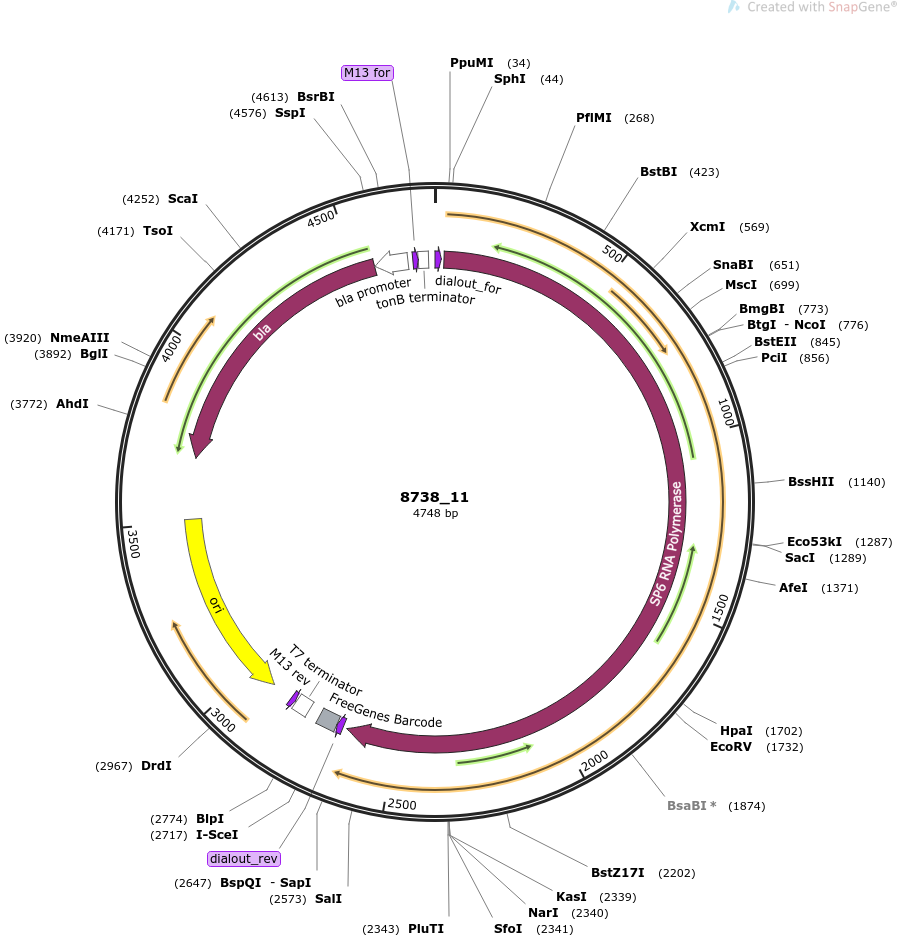 Created with SnapGene®
M13 for
PpuMI (34)
SphI (44)
(4613) BsrBI
(4576) SspI
PflMI (268)
BstBI (423)
(4252) ScaI
(4171) TsoI
XcmI (569)
SnaBI (651)
MscI (699)
BmgBI (773)
BtgI - NcoI (776)
BstEII (845)
PciI (856)
(3920) NmeAIII
(3892) BglI
(3772) AhdI
4500
500
4000
1000
3500
1500
3000
2000
2500
bla promoter
tonB terminator
dialout_for
bla
SP6 RNA Polymerase
8738_11
4748 bp
BssHII (1140)
Eco53kI (1287)
SacI (1289)
AfeI (1371)
ori
T7 terminator
M13 rev
FreeGenes Barcode
HpaI (1702)
EcoRV (1732)
(2967) DrdI
BsaBI * (1874)
(2774) BlpI
(2717) I-SceI
dialout_rev
(2647) BspQI - SapI
(2573) SalI
BstZ17I (2202)
KasI (2339)
NarI (2340)
SfoI (2341)
(2343) PluTI